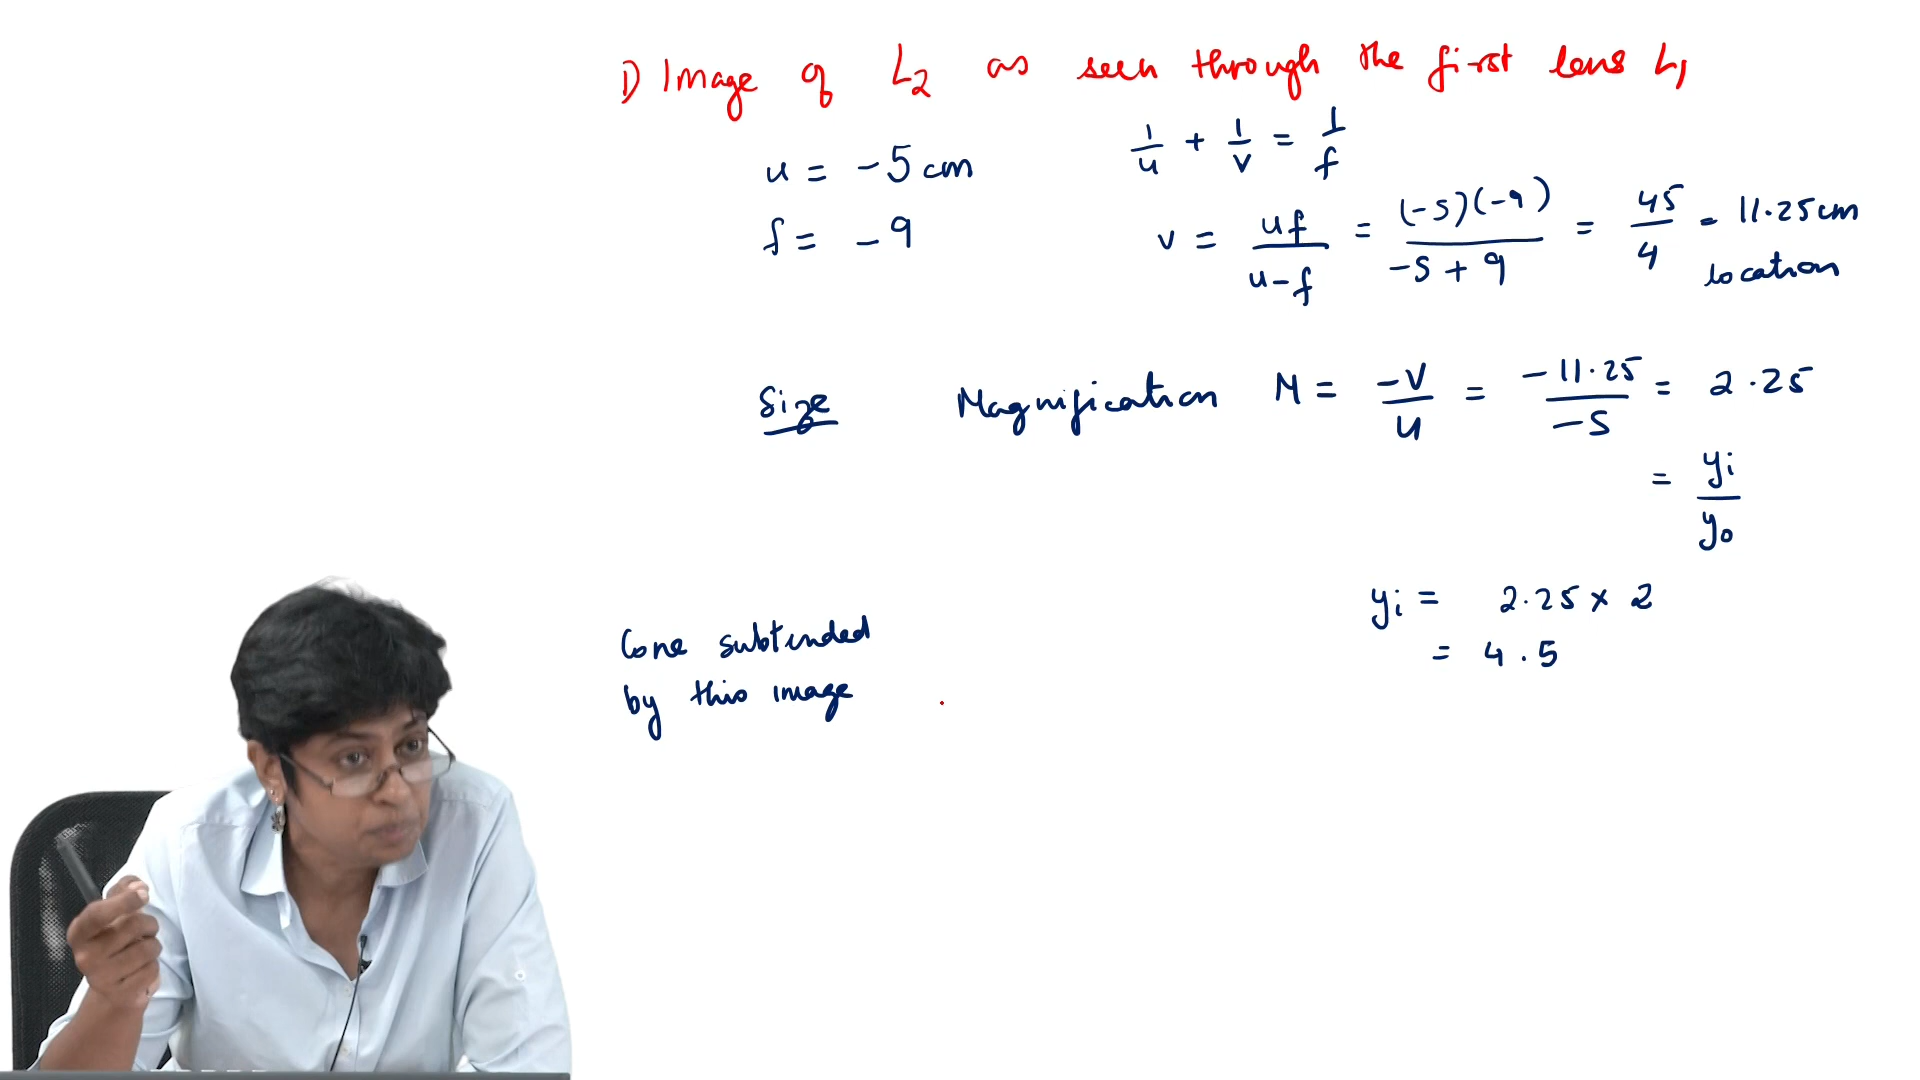 1) Image of L2 as seen through the first lens L1
u = -5 cm
1/u + 1/v = 1/f
f = -9
v = uf/(u-f) = (-5)(-9)/(-5+9) = 45/4 = 11.25cm
location
Size Magnification M = -v/u = -11.25/-5 = 2.25
= yi/yo
yi = 2.25 x 2
= 4.5
Cone subtended
by this image